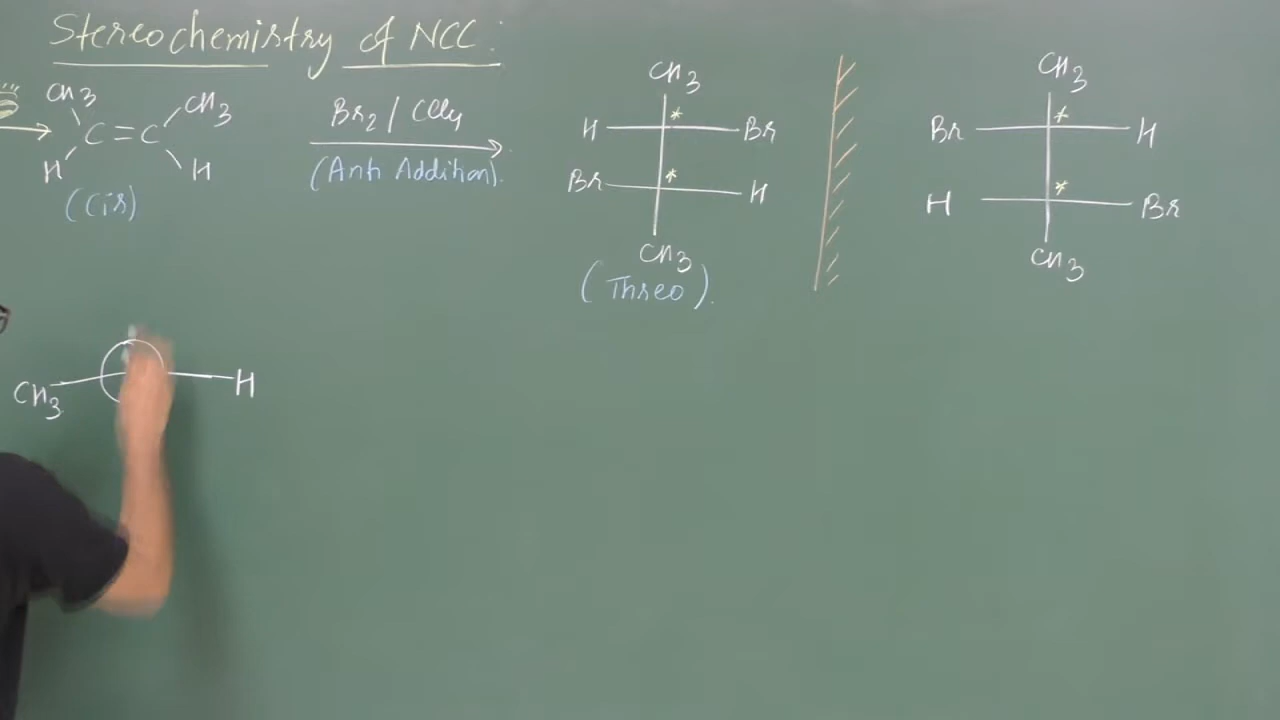 Stereochemistry of NCC:
CH3 CH3
C=C
H H
(Cis)
Br2 / CCl4
(Anti Addition).
CH3
H * Br
Br * H
CH3
(Threo).
CH3
Br * H
H * Br
CH3
CH3 H